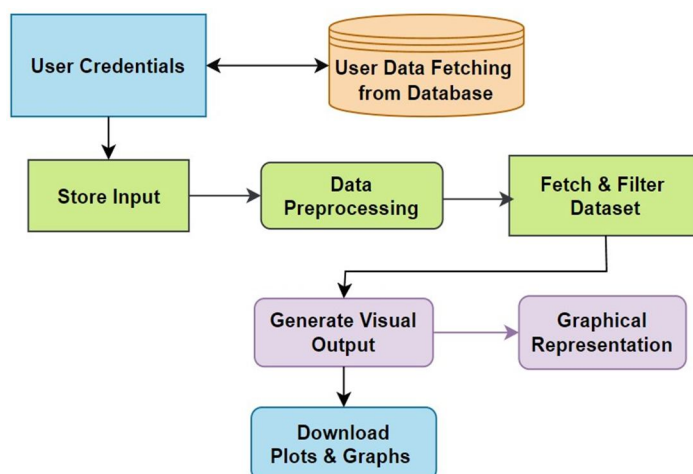 User Credentials
User Data Fetching
from Database
Store Input
Data
Preprocessing
Fetch & Filter
Dataset
Generate Visual
Output
Graphical
Representation
Download
Plots & Graphs